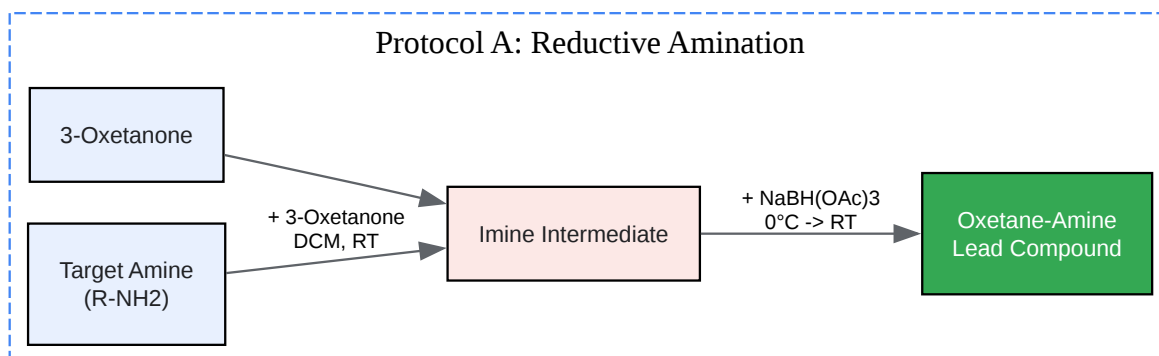 Protocol A: Reductive Amination
3-Oxetanone
Target Amine
(R-NH2)
+ 3-Oxetanone
DCM, RT
Imine Intermediate
+ NaBH(OAc)3
0°C -> RT
Oxetane-Amine
Lead Compound